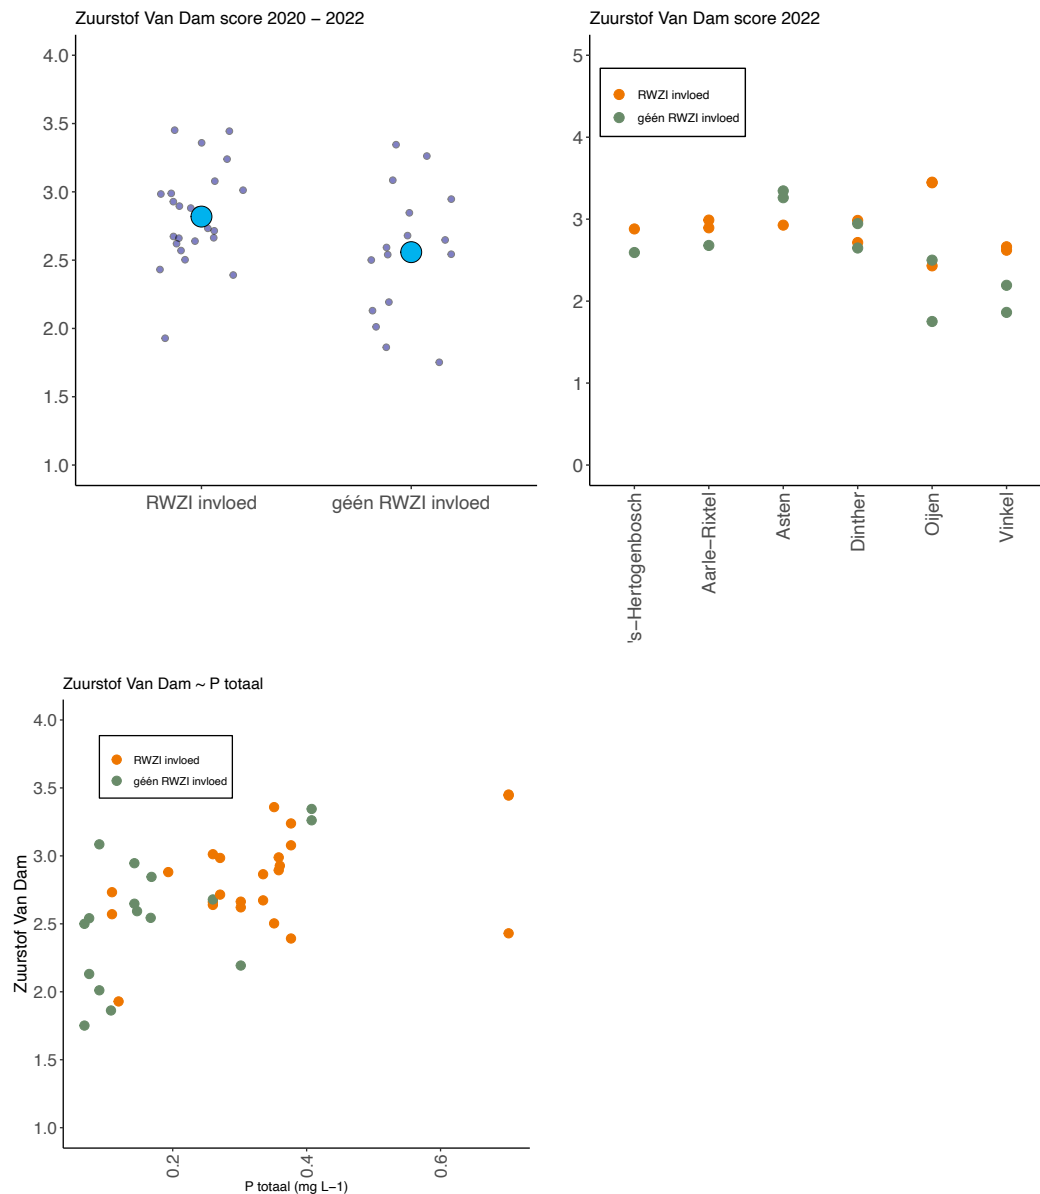 Zuurstof Van Dam score 2020 − 2022
4.0
3.5
3.0
2.5
2.0
1.5
1.0
RWZI invloed
géén RWZI invloed
Zuurstof Van Dam score 2022
5
4
3
2
1
0
RWZI invloed
géén RWZI invloed
's−Hertogenbosch
Aarle−Rixtel
Asten
Dinther
Oijen
Vinkel
Zuurstof Van Dam ~ P totaal
Zuurstof Van Dam
4.0
3.5
3.0
2.5
2.0
1.5
1.0
RWZI invloed
géén RWZI invloed
0.2
0.4
0.6
P totaal (mg L−1)